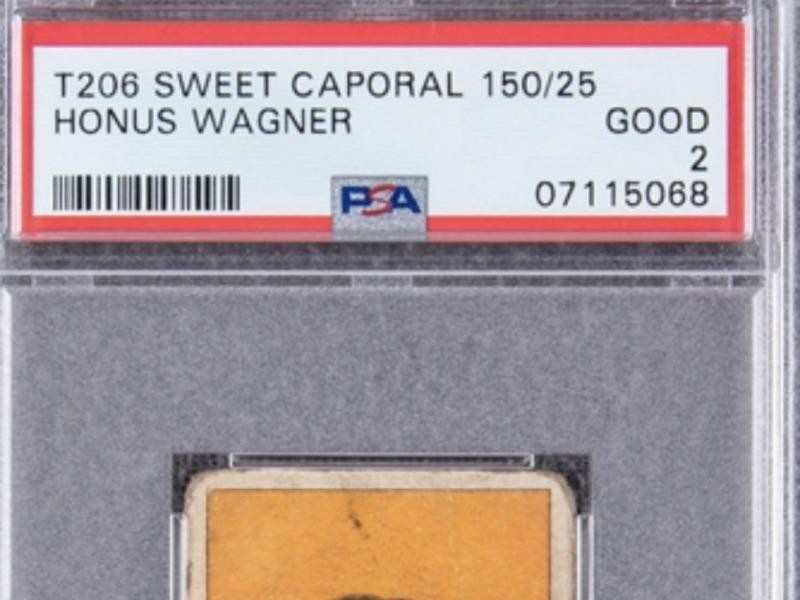 T206 SWEET CAPORAL 150/25
HONUS WAGNER GOOD
2
PSA 07115068